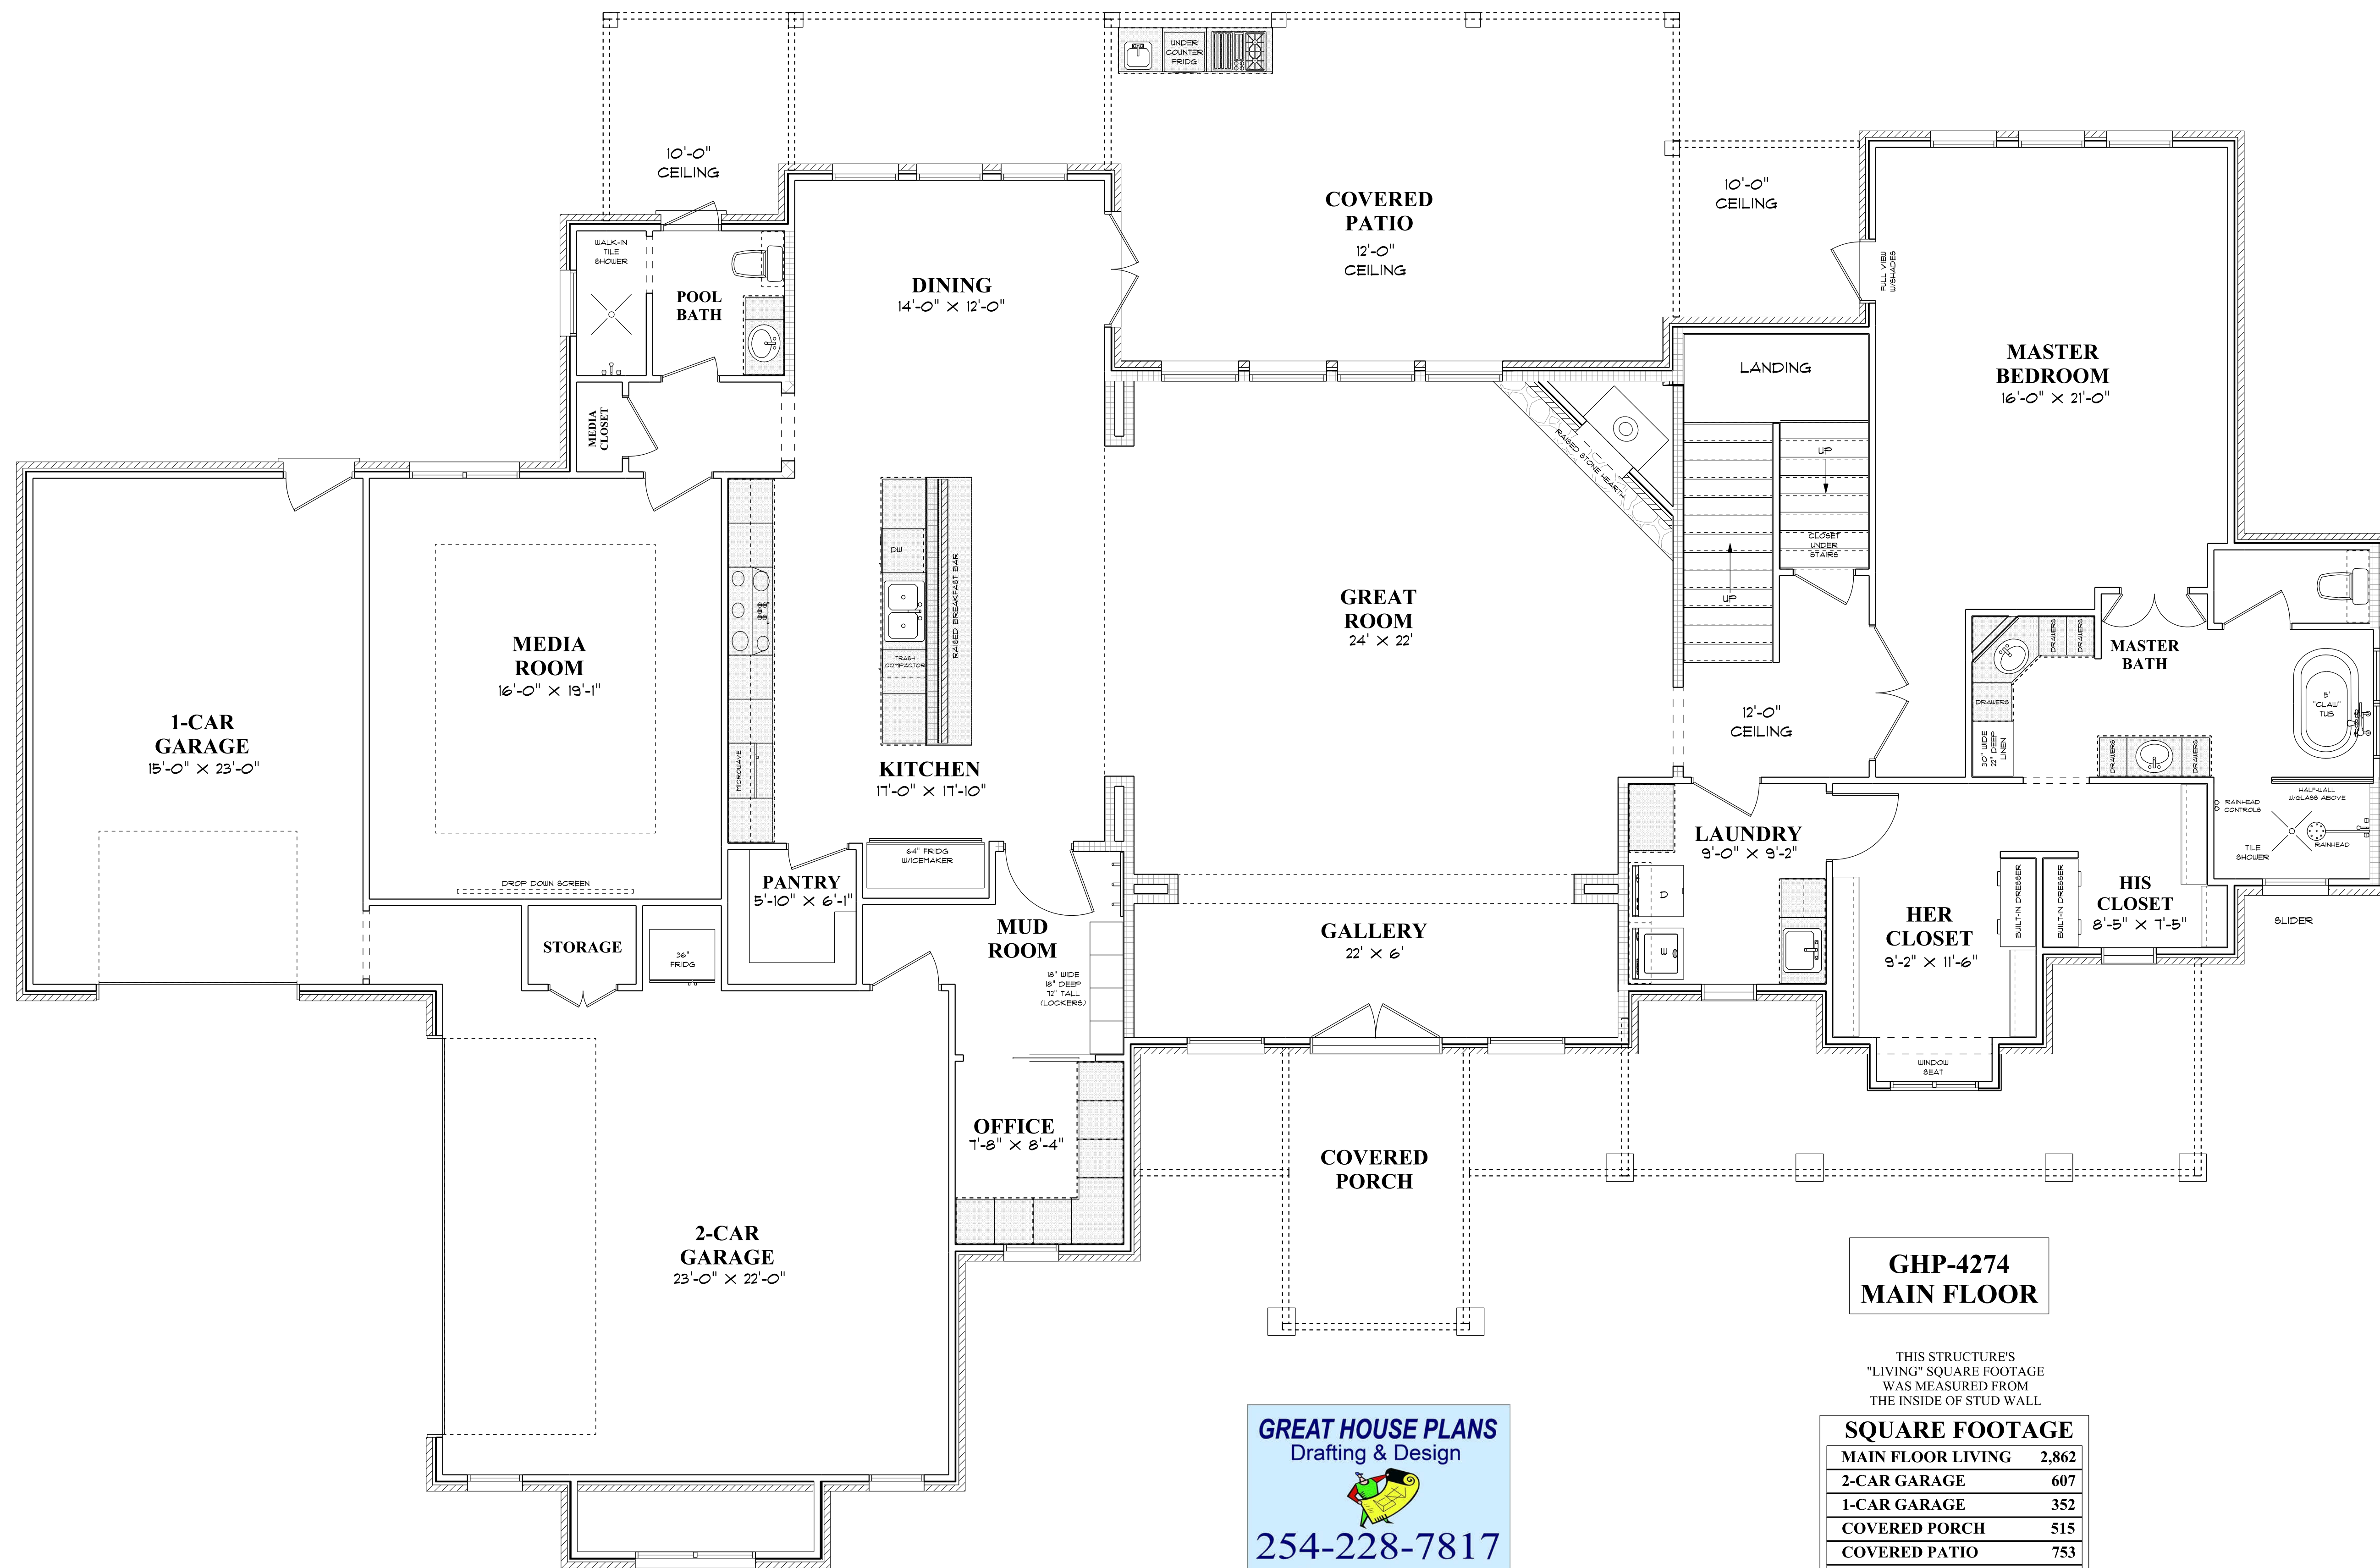 UNDER
COUNTER
FRIDG
10'-0"
CEILING
COVERED
PATIO
12'-0"
CEILING
10'-0"
CEILING
WALK-IN
TILE
SHOWER
POOL
BATH
DINING
14'-0" X 12'-0"
FULL VIEW
W/SHADES
MASTER
BEDROOM
16'-0" X 21'-0"
LANDING
MEDIA
CLOSET
RAISED STONE HEARTH
UP
CLOSET
UNDER
STAIRS
UP
DW
RAISED BREAKFAST BAR
TRASH
COMPACTOR
MEDIA
ROOM
16'-0" X 19'-1"
GREAT
ROOM
24' X 22'
DRAWERS
DRAWERS
MASTER
BATH
DRAWERS
5'
"CLAW"
TUB
1-CAR
GARAGE
15'-0" X 23'-0"
12'-0"
CEILING
30" WIDE
22" DEEP
LINEN
DRAWERS
DRAWERS
MICROWAVE
KITCHEN
17'-0" X 17'-10"
HALF-WALL
W/GLASS ABOVE
RAINHEAD
CONTROLS
RAINHEAD
TILE
SHOWER
64" FRIDG
W/ICEMAKER
LAUNDRY
9'-0" X 9'-2"
DROP DOWN SCREEN
PANTRY
5'-10" X 6'-1"
D
W
BUILT-IN DRESSER
BUILT-IN DRESSER
HIS
CLOSET
8'-5" X 7'-5"
HER
CLOSET
9'-2" X 11'-6"
SLIDER
STORAGE
36"
FRIDG
MUD
ROOM
18" WIDE
18" DEEP
72" TALL
(LOCKERS)
GALLERY
22' X 6'
WINDOW
SEAT
OFFICE
7'-8" X 8'-4"
COVERED
PORCH
2-CAR
GARAGE
23'-0" X 22'-0"
GHP-4274
MAIN FLOOR
THIS STRUCTURE'S
"LIVING" SQUARE FOOTAGE
WAS MEASURED FROM
THE INSIDE OF STUD WALL
GREAT HOUSE PLANS
Drafting & Design
254-228-7817
SQUARE FOOTAGE
MAIN FLOOR LIVING 2,862
2-CAR GARAGE 607
1-CAR GARAGE 352
COVERED PORCH 515
COVERED PATIO 753